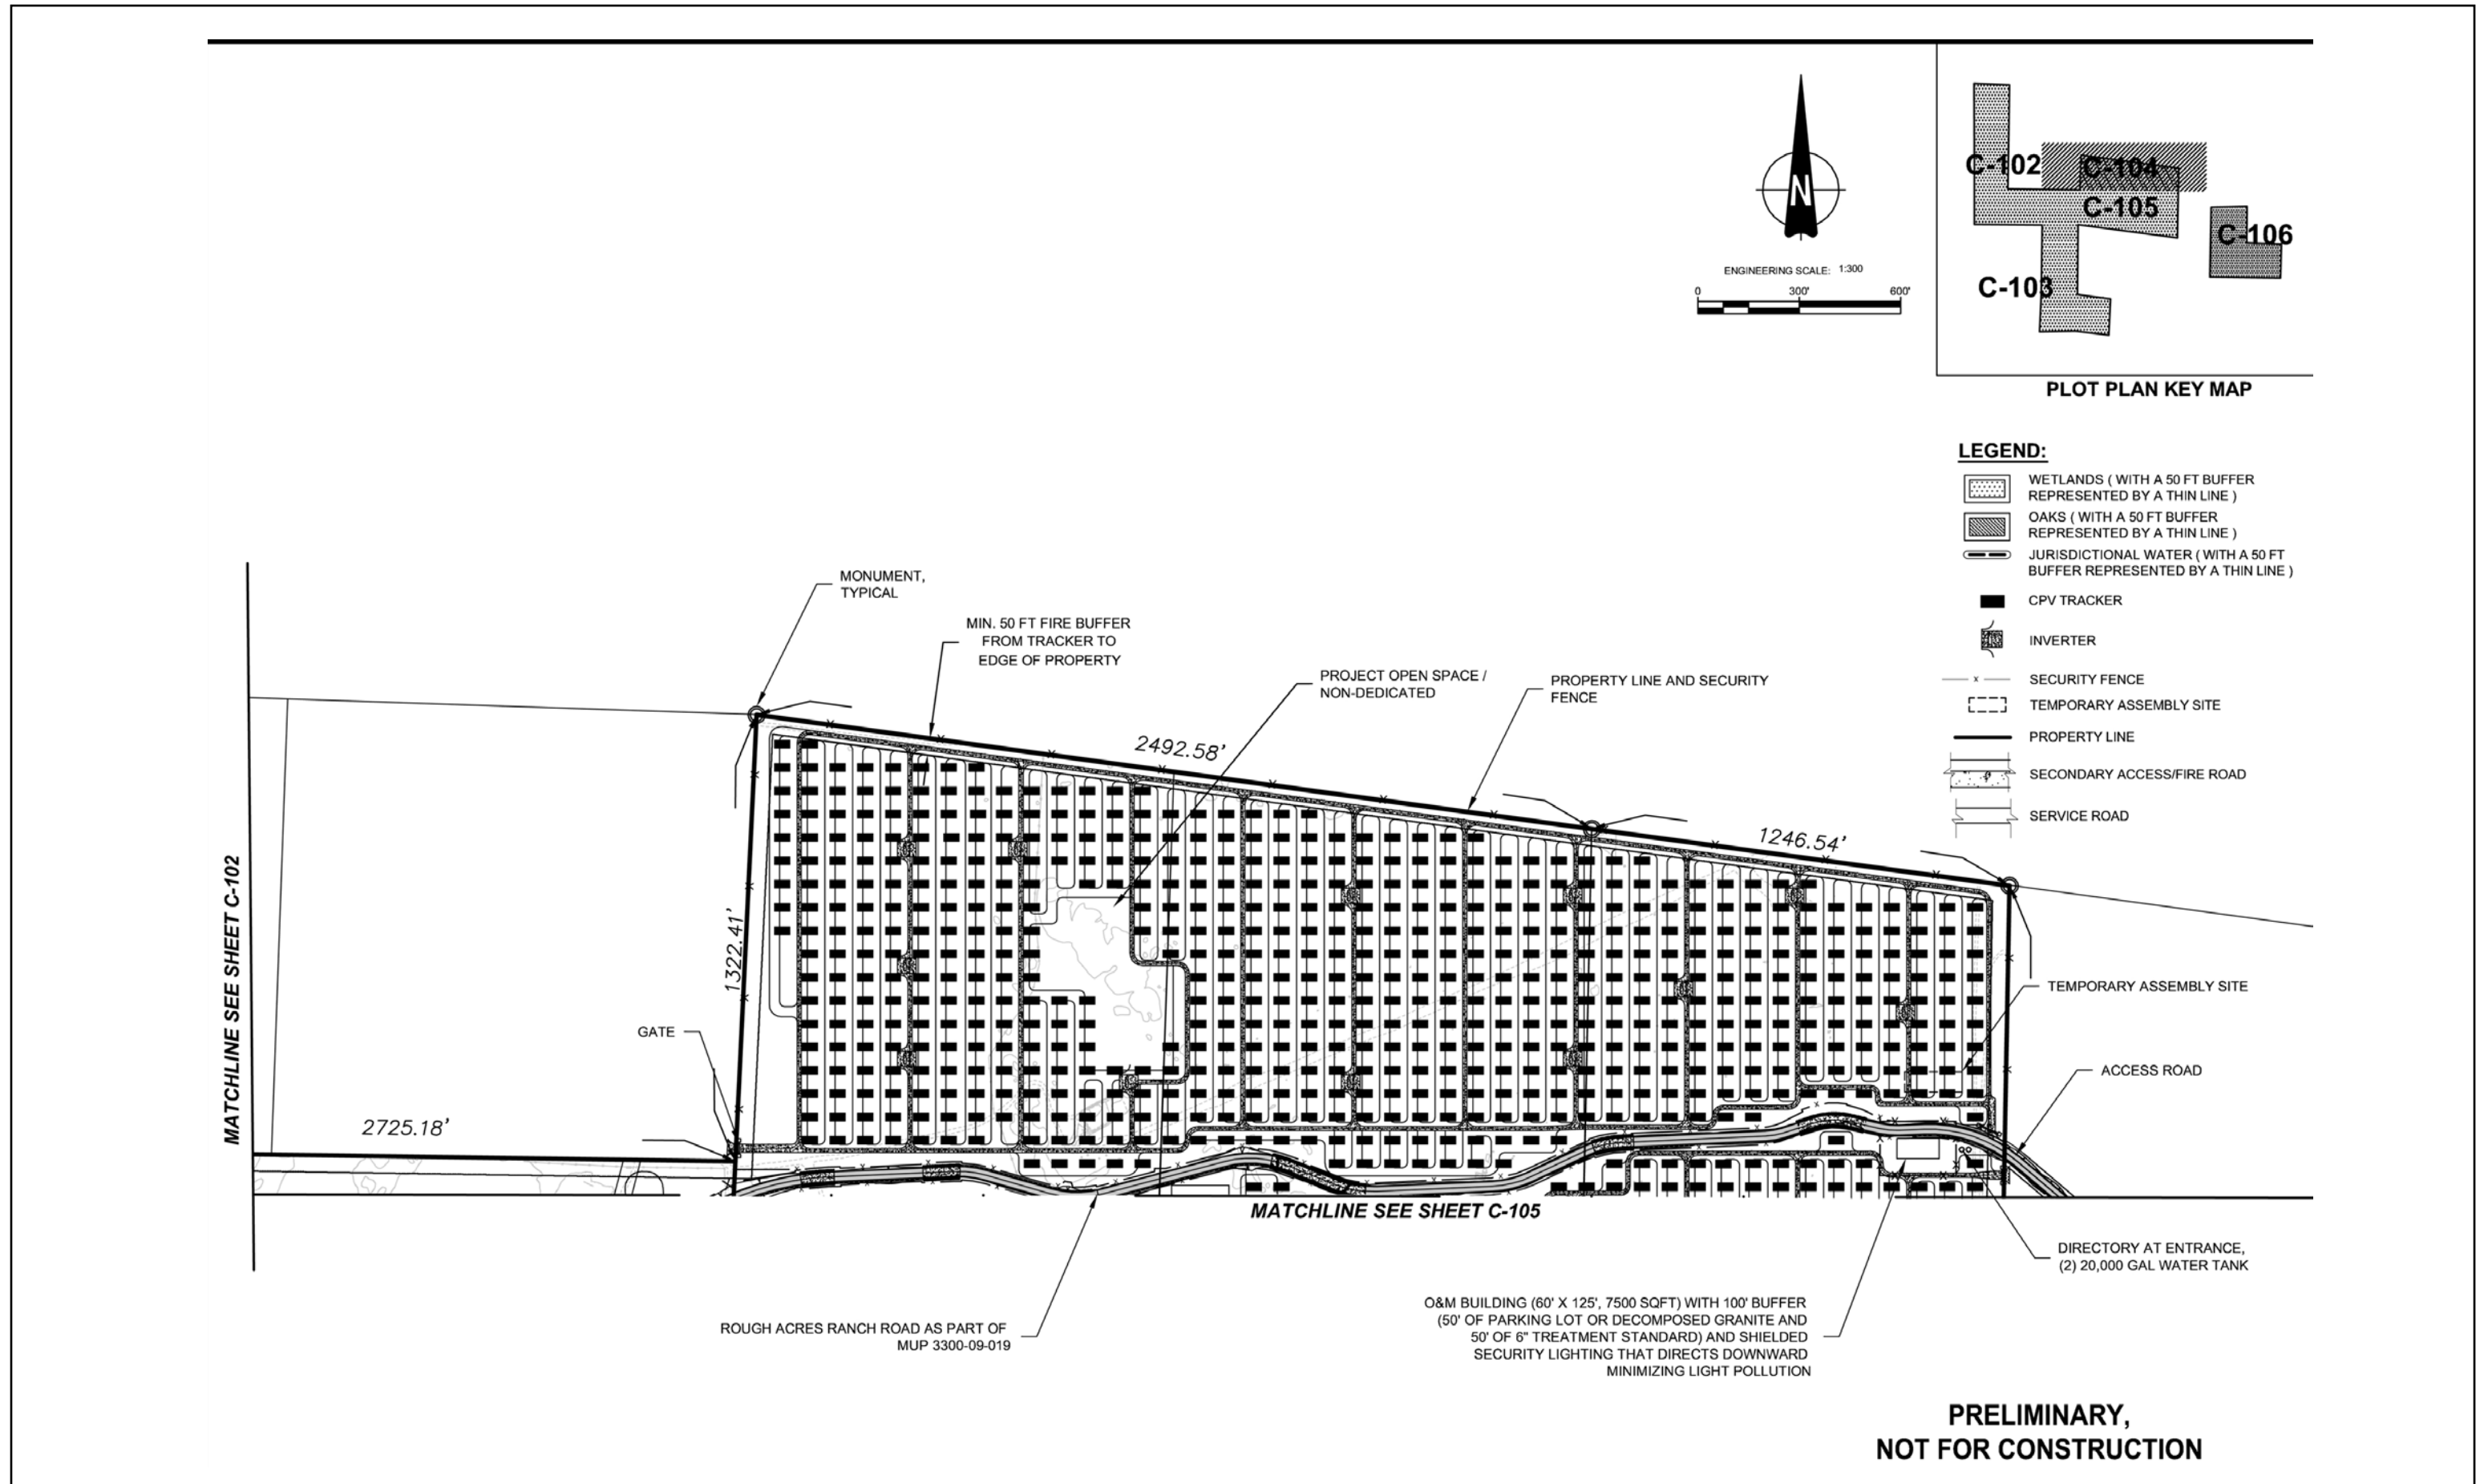 C-102
C-104
C-105
C-106
C-103
N
ENGINEERING SCALE: 1:300
0 300' 600'
PLOT PLAN KEY MAP
LEGEND:
WETLANDS ( WITH A 50 FT BUFFER
REPRESENTED BY A THIN LINE )
OAKS ( WITH A 50 FT BUFFER
REPRESENTED BY A THIN LINE )
JURISDICTIONAL WATER ( WITH A 50 FT
BUFFER REPRESENTED BY A THIN LINE )
CPV TRACKER
INVERTER
SECURITY FENCE
TEMPORARY ASSEMBLY SITE
PROPERTY LINE
SECONDARY ACCESS/FIRE ROAD
SERVICE ROAD
MONUMENT,
TYPICAL
MIN. 50 FT FIRE BUFFER
FROM TRACKER TO
EDGE OF PROPERTY
PROJECT OPEN SPACE /
NON-DEDICATED
PROPERTY LINE AND SECURITY
FENCE
2492.58'
1246.54'
1322.41'
MATCHLINE SEE SHEET C-102
GATE
2725.18'
TEMPORARY ASSEMBLY SITE
ACCESS ROAD
MATCHLINE SEE SHEET C-105
DIRECTORY AT ENTRANCE,
(2) 20,000 GAL WATER TANK
ROUGH ACRES RANCH ROAD AS PART OF
MUP 3300-09-019
O&M BUILDING (60' X 125', 7500 SQFT) WITH 100' BUFFER
(50' OF PARKING LOT OR DECOMPOSED GRANITE AND
50' OF 6" TREATMENT STANDARD) AND SHIELDED
SECURITY LIGHTING THAT DIRECTS DOWNWARD
MINIMIZING LIGHT POLLUTION
PRELIMINARY,
NOT FOR CONSTRUCTION